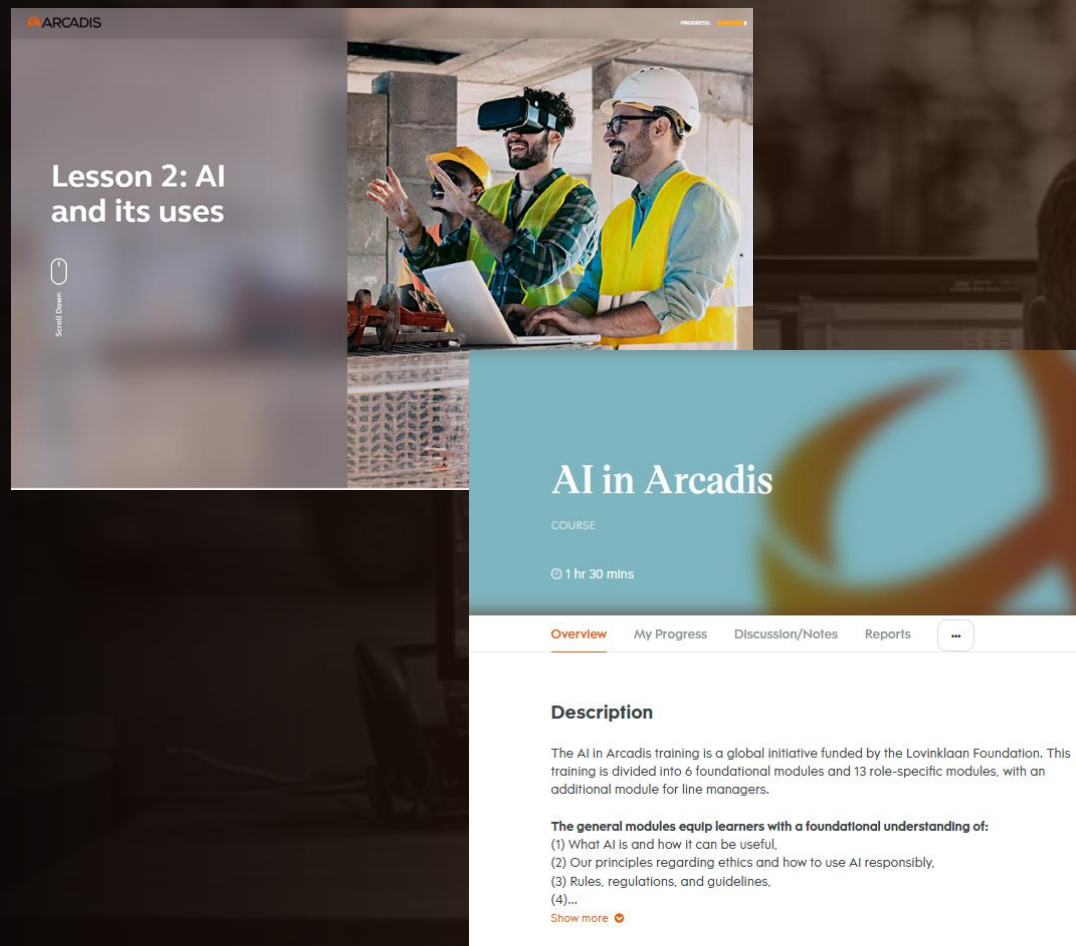 ARCADIS
PROGRESS:
Lesson 2: AI
and its uses
Scroll Down
AI in Arcadis
COURSE
1 hr 30 mins
Overview
My Progress
Discussion/Notes
Reports
...
Description
The AI in Arcadis training is a global initiative funded by the Lovinklaan Foundation. This
training is divided into 6 foundational modules and 13 role-specific modules, with an
additional module for line managers.
The general modules equip learners with a foundational understanding of:
(1) What AI is and how it can be useful,
(2) Our principles regarding ethics and how to use AI responsibly,
(3) Rules, regulations, and guidelines,
(4)...
Show more